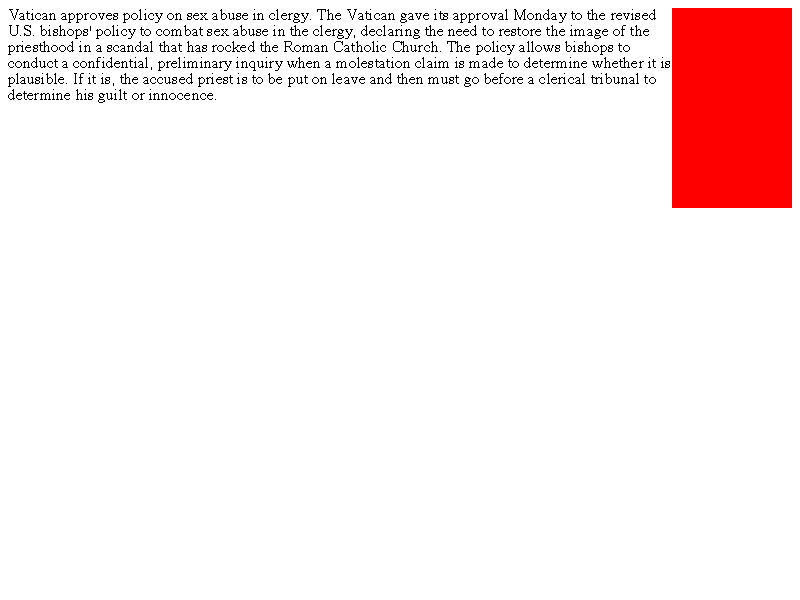 Vatican approves policy on sex abuse in clergy. The Vatican gave its approval Monday to the revised
U.S. bishops' policy to combat sex abuse in the clergy, declaring the need to restore the image of the
priesthood in a scandal that has rocked the Roman Catholic Church. The policy allows bishops to
conduct a confidential, preliminary inquiry when a molestation claim is made to determine whether it is
plausible. If it is, the accused priest is to be put on leave and then must go before a clerical tribunal to
determine his guilt or innocence.